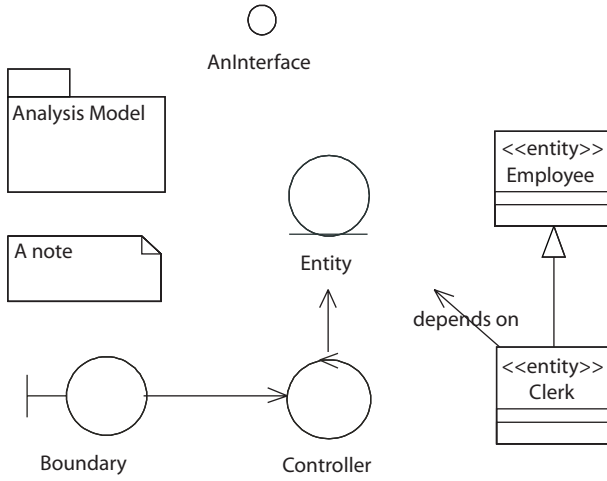 AnInterface
Analysis Model
<<entity>>
Employee
A note
Entity
depends on
<<entity>>
Clerk
Boundary
Controller